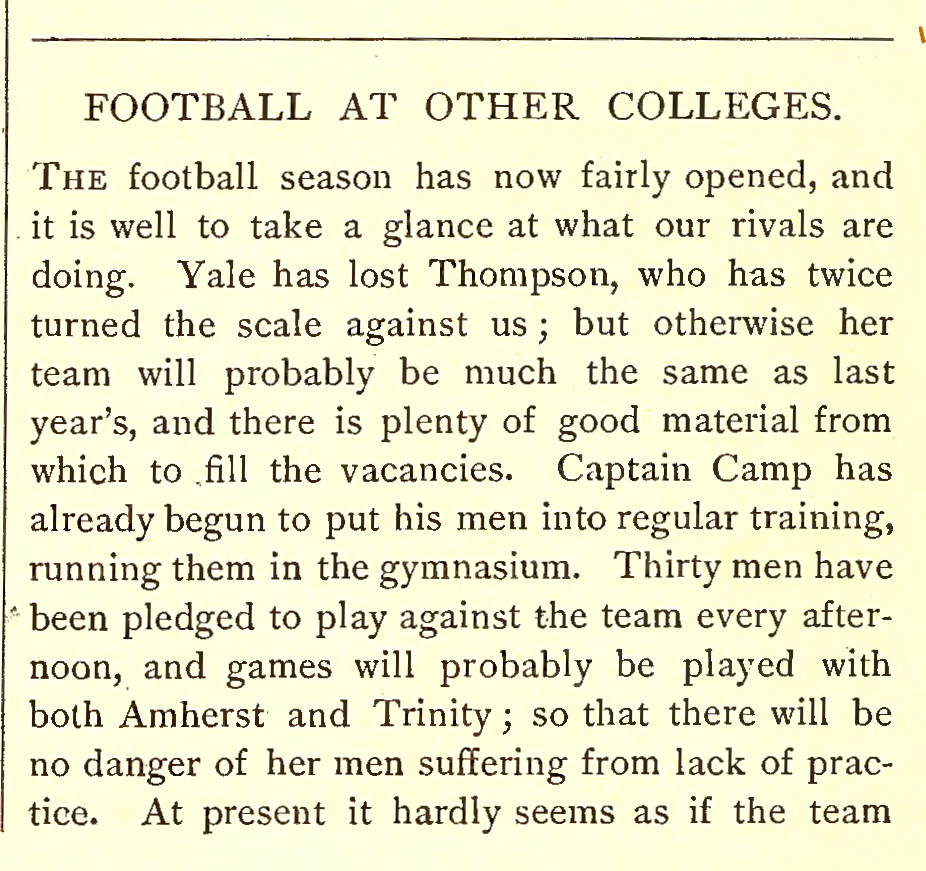 FOOTBALL AT OTHER COLLEGES.
THE football season has now fairly opened, and
it is well to take a glance at what our rivals are
doing. Yale has lost Thompson, who has twice
turned the scale against us ; but otherwise her
team will probably be much the same as last
year's, and there is plenty of good material from
which to fill the vacancies. Captain Camp has
already begun to put his men into regular training,
running them in the gymnasium. Thirty men have
been pledged to play against the team every after-
noon, and games will probably be played with
both Amherst and Trinity ; so that there will be
no danger of her men suffering from lack of prac-
tice. At present it hardly seems as if the team